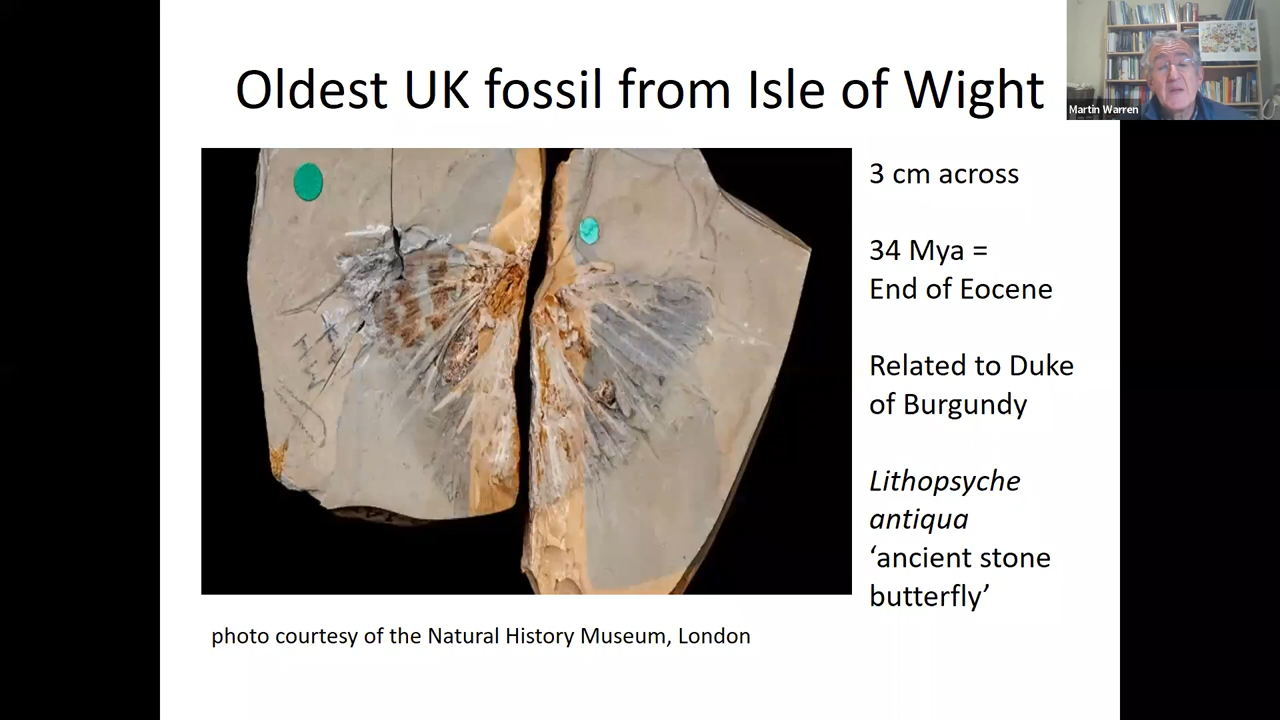 Oldest UK fossil from Isle of Wight
Martin Warren
3 cm across
34 Mya =
End of Eocene
Related to Duke
of Burgundy
Lithopsyche
antiqua
‘ancient stone
butterfly’
photo courtesy of the Natural History Museum, London